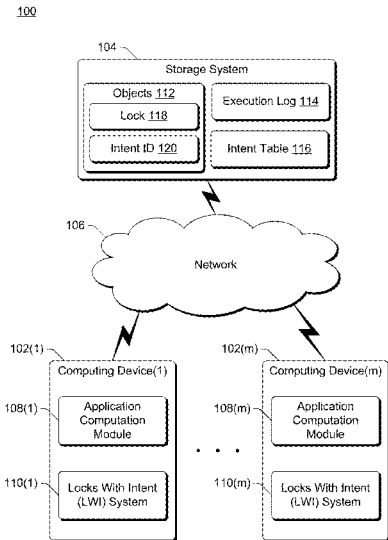 100
104
Storage System
Objects 112
Lock 118
Intent ID 120
Execution Log 114
Intent Table 116
106
Network
102(1)
Computing Device(1)
108(1)
Application
Computation
Module
110(1)
Locks With Intent
(LWI) System
. . .
102(m)
Computing Device(m)
108(m)
Application
Computation
Module
110(m)
Locks With Intent
(LWI) System